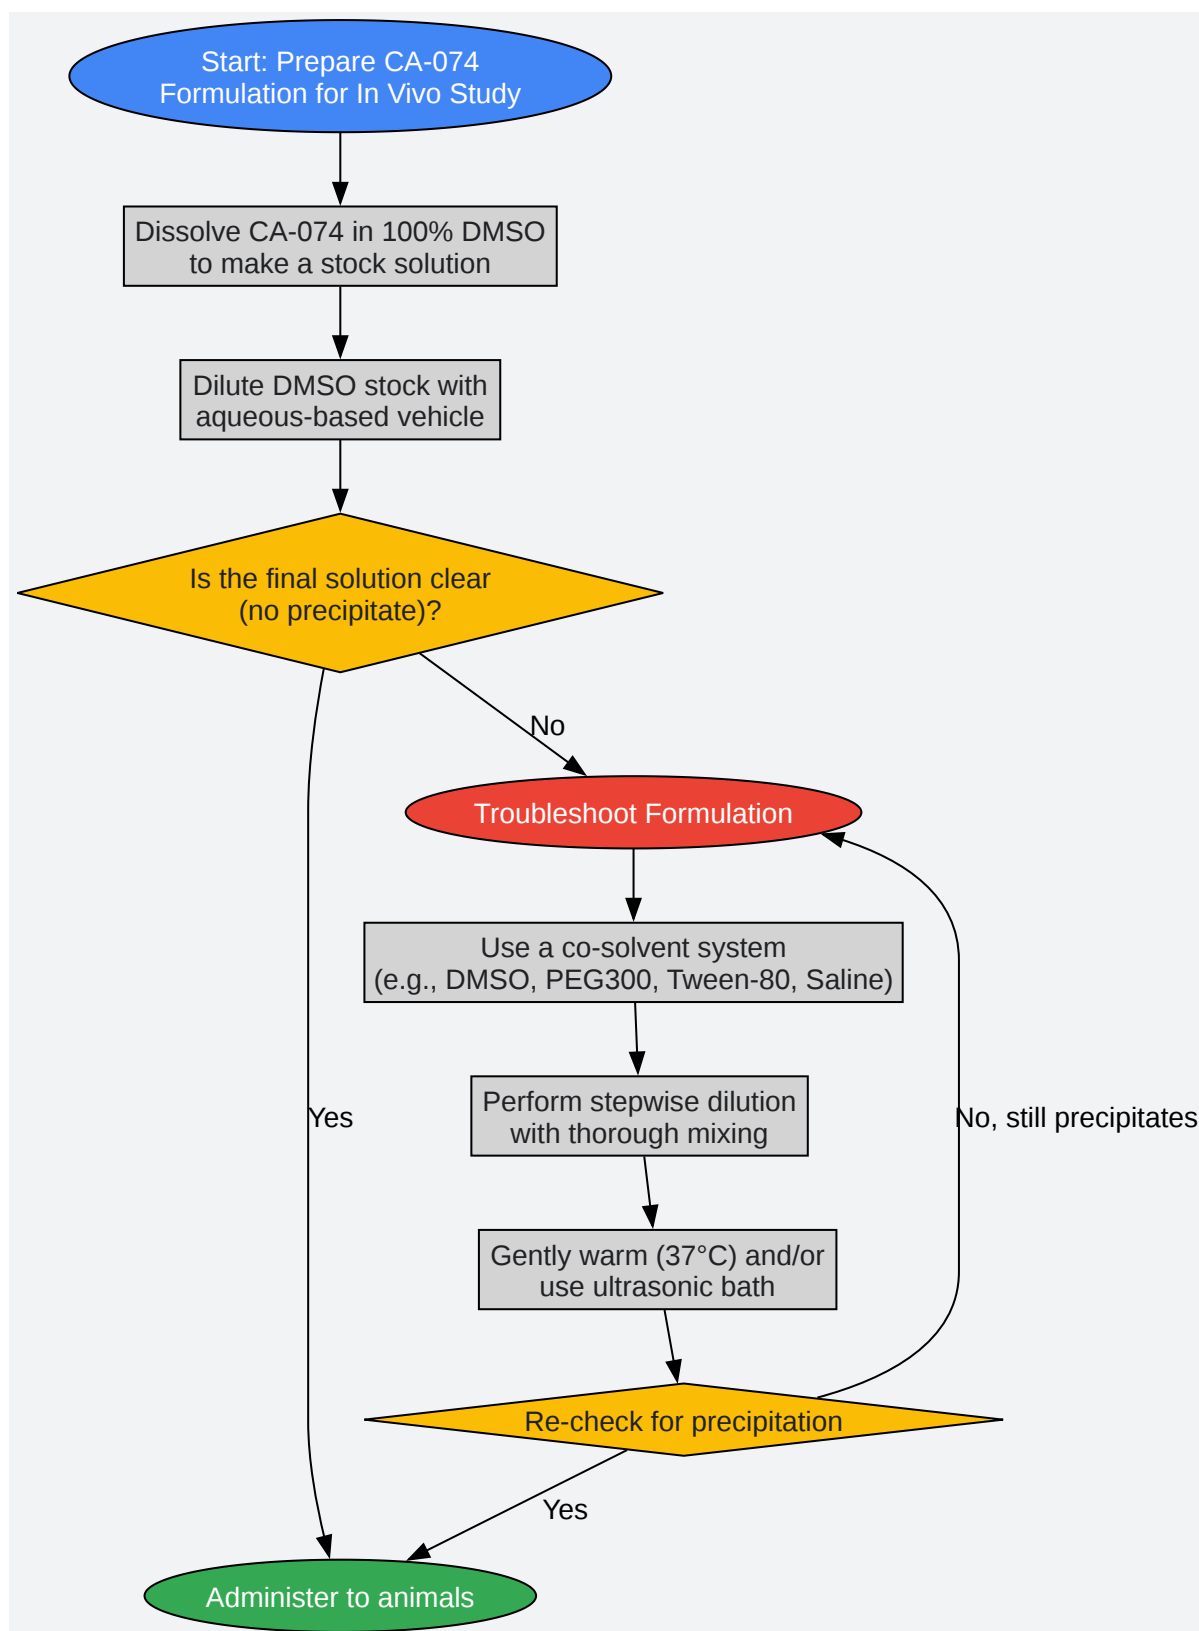 Start: Prepare CA-074
Formulation for In Vivo Study
Dissolve CA-074 in 100% DMSO
to make a stock solution
Dilute DMSO stock with
aqueous-based vehicle
Is the final solution clear
(no precipitate)?
No
Troubleshoot Formulation
Use a co-solvent system
(e.g., DMSO, PEG300, Tween-80, Saline)
Perform stepwise dilution
with thorough mixing
Yes
No, still precipitates
Gently warm (37°C) and/or
use ultrasonic bath
Re-check for precipitation
Yes
Administer to animals